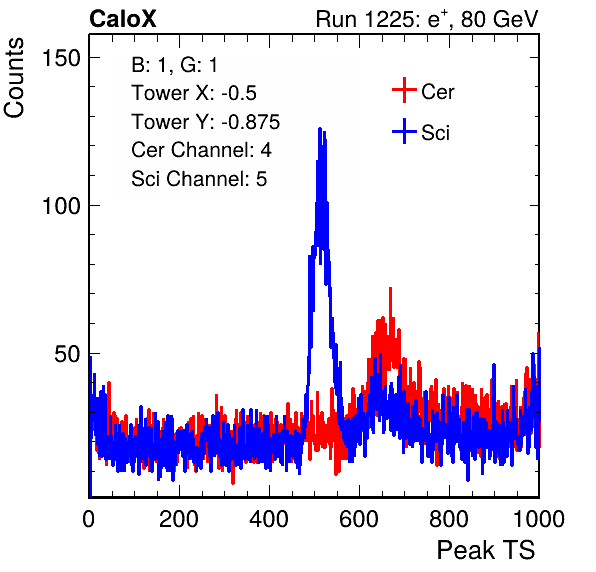 CaloX Run 1225: e+, 80 GeV
Counts
150
100
50
B: 1, G: 1
Tower X: -0.5
Tower Y: -0.875
Cer Channel: 4
Sci Channel: 5
Cer
Sci
0 200 400 600 800 1000
Peak TS